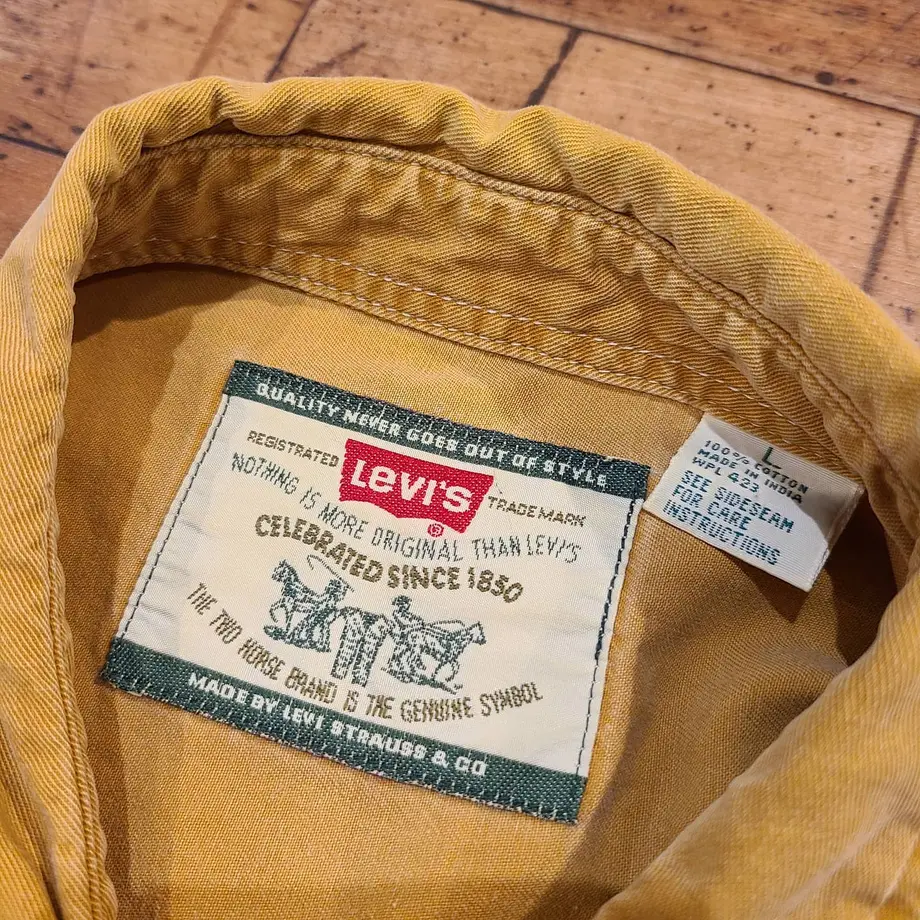 QUALITY NEVER GOES OUT OF STYLE
REGISTRATED Levi's TRADEMARK
®
NOTHING IS MORE ORIGINAL THAN LEVI'S
CELEBRATED SINCE 1850
THE TWO HORSE BRAND IS THE GENUINE SYMBOL
MADE BY LEVI STRAUSS & CO
L
100% COTTON
MADE IN INDIA
WPL 423
SEE SIDESEAM
FOR CARE
INSTRUCTIONS